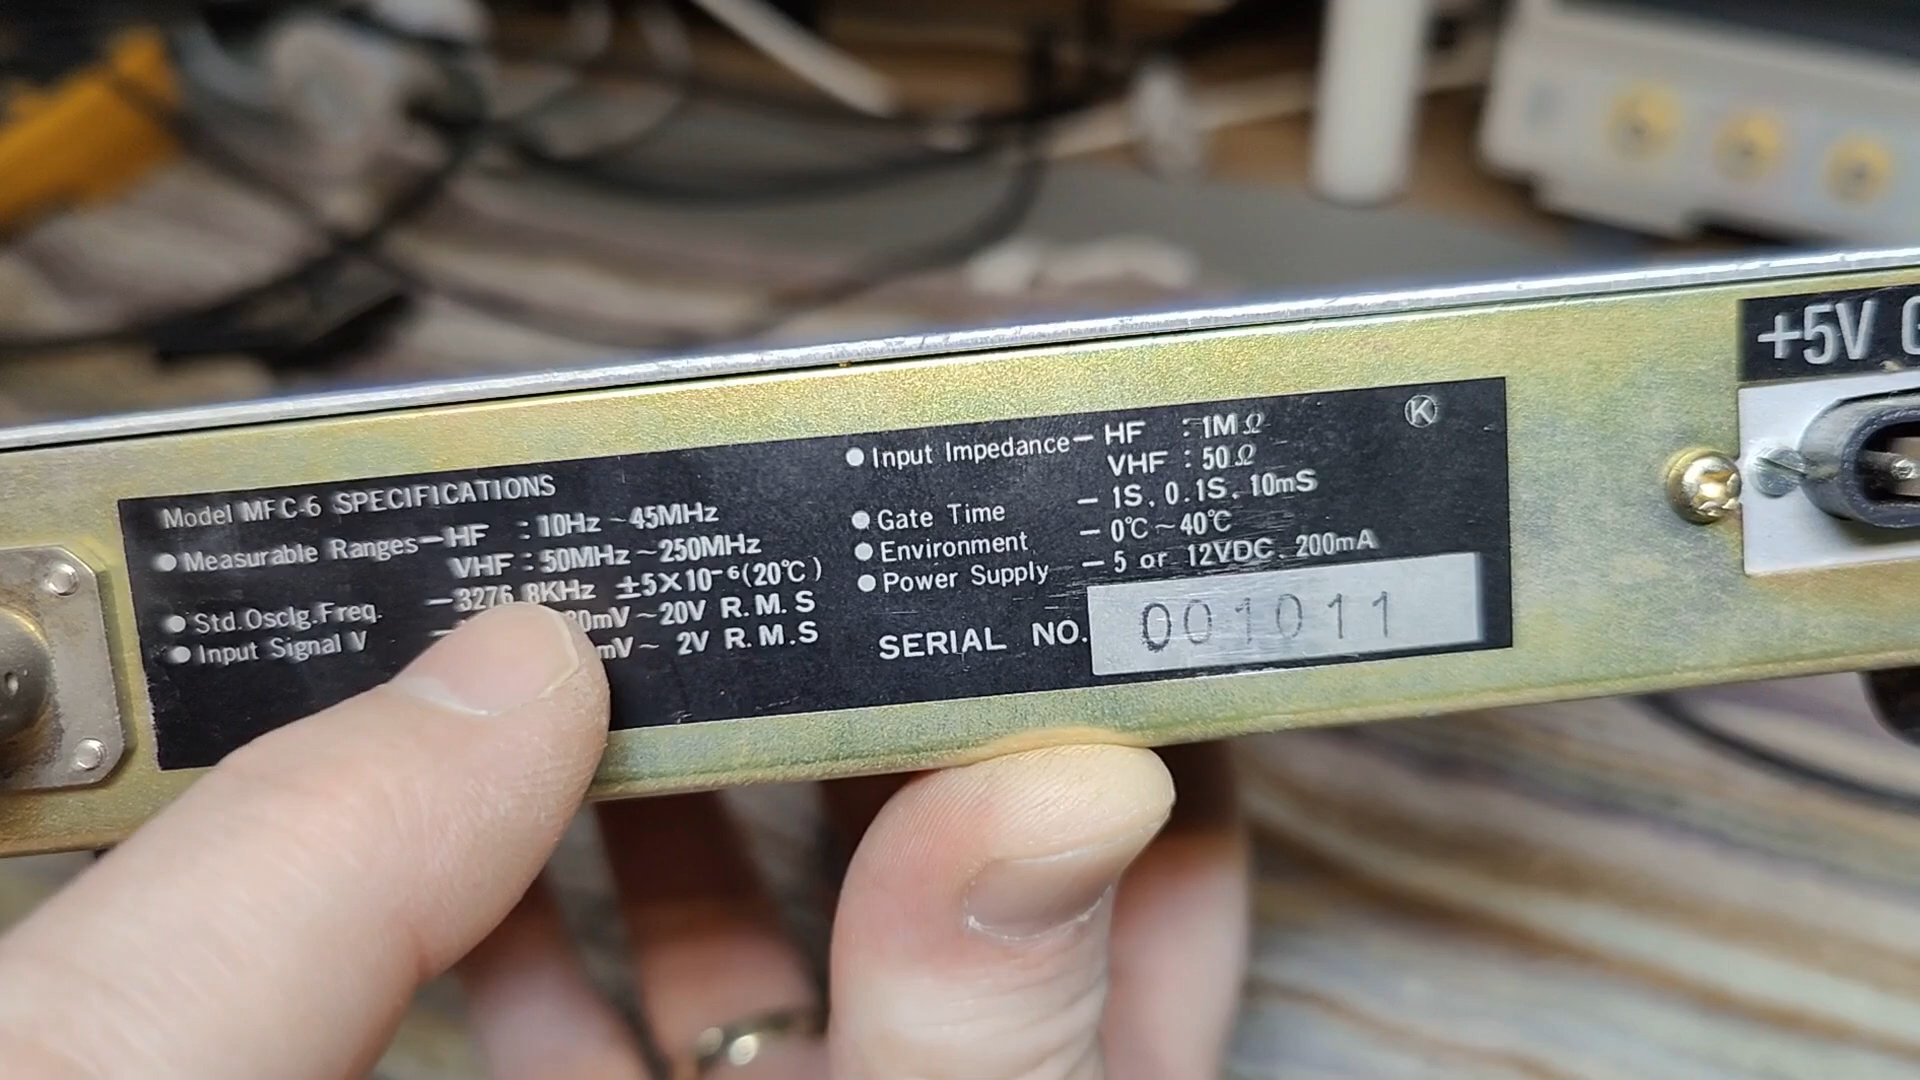 Model MFC-6 SPECIFICATIONS
● Measurable Ranges — HF : 10Hz ~ 45MHz
VHF : 50MHz ~ 250MHz
● Std. Osclg. Freq. — 3276.8KHz ±5×10⁻⁶(20℃)
● Input Signal V — mV ~ 20V R.M.S
mV ~ 2V R.M.S
● Input Impedance — HF : 1MΩ
VHF : 50Ω
● Gate Time — 1S, 0.1S, 10mS
● Environment — 0℃ ~ 40℃
● Power Supply — 5 or 12VDC, 200mA
SERIAL NO. 001011
K
+5V